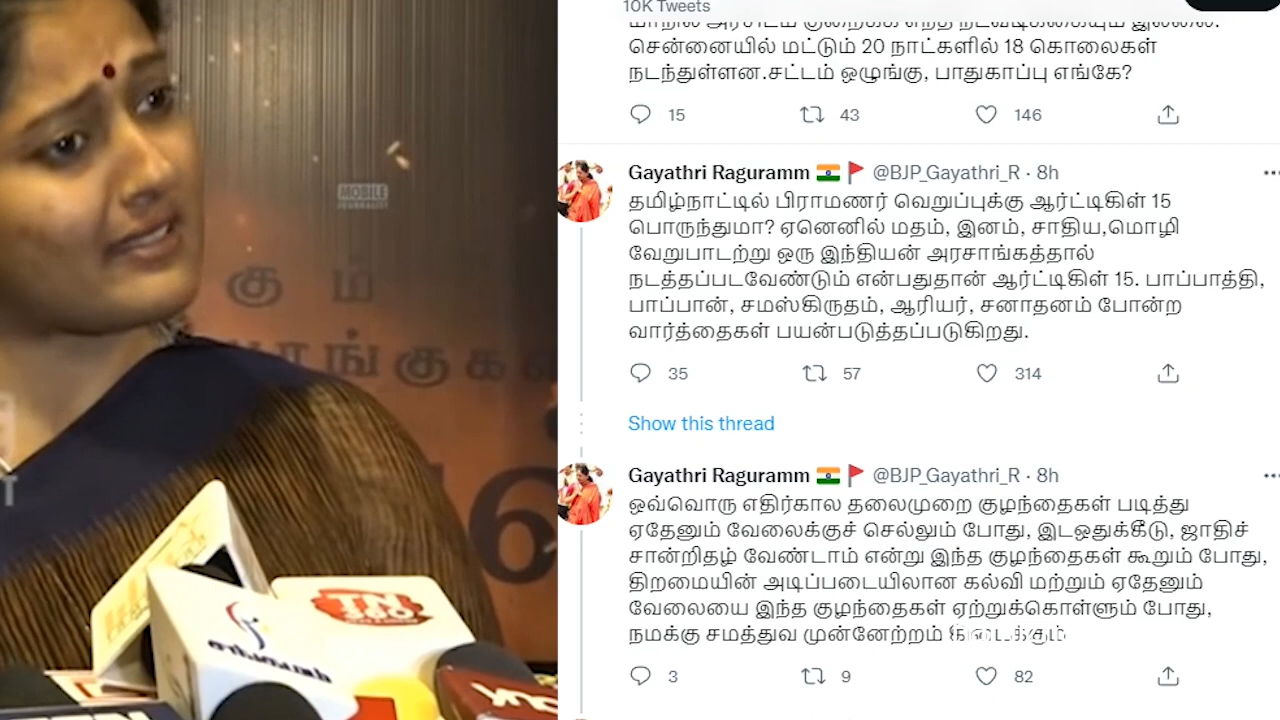 MOBILE
JOURNALIST
கும்
6
10K Tweets
சென்னையில் மட்டும் 20 நாட்களில் 18 கொலைகள்
நடந்துள்ளன.சட்டம் ஒழுங்கு, பாதுகாப்பு எங்கே?
15 43 146
Gayathri Raguramm @BJP_Gayathri_R · 8h
தமிழ்நாட்டில் பிராமணர் வெறுப்புக்கு ஆர்ட்டிகிள் 15
பொருந்துமா? ஏனெனில் மதம், இனம், சாதிய,மொழி
வேறுபாடற்று ஒரு இந்தியன் அரசாங்கத்தால்
நடத்தப்படவேண்டும் என்பதுதான் ஆர்ட்டிகிள் 15. பாப்பாத்தி,
பாப்பான், சமஸ்கிருதம், ஆரியர், சனாதனம் போன்ற
வார்த்தைகள் பயன்படுத்தப்படுகிறது.
35 57 314
Show this thread
Gayathri Raguramm @BJP_Gayathri_R · 8h
ஒவ்வொரு எதிர்கால தலைமுறை குழந்தைகள் படித்து
ஏதேனும் வேலைக்குச் செல்லும் போது, இடஒதுக்கீடு, ஜாதிச்
சான்றிதழ் வேண்டாம் என்று இந்த குழந்தைகள் கூறும் போது,
திறமையின் அடிப்படையிலான கல்வி மற்றும் ஏதேனும்
வேலையை இந்த குழந்தைகள் ஏற்றுக்கொள்ளும் போது,
நமக்கு சமத்துவ முன்னேற்றம் கிடைக்கும்
3 9 82